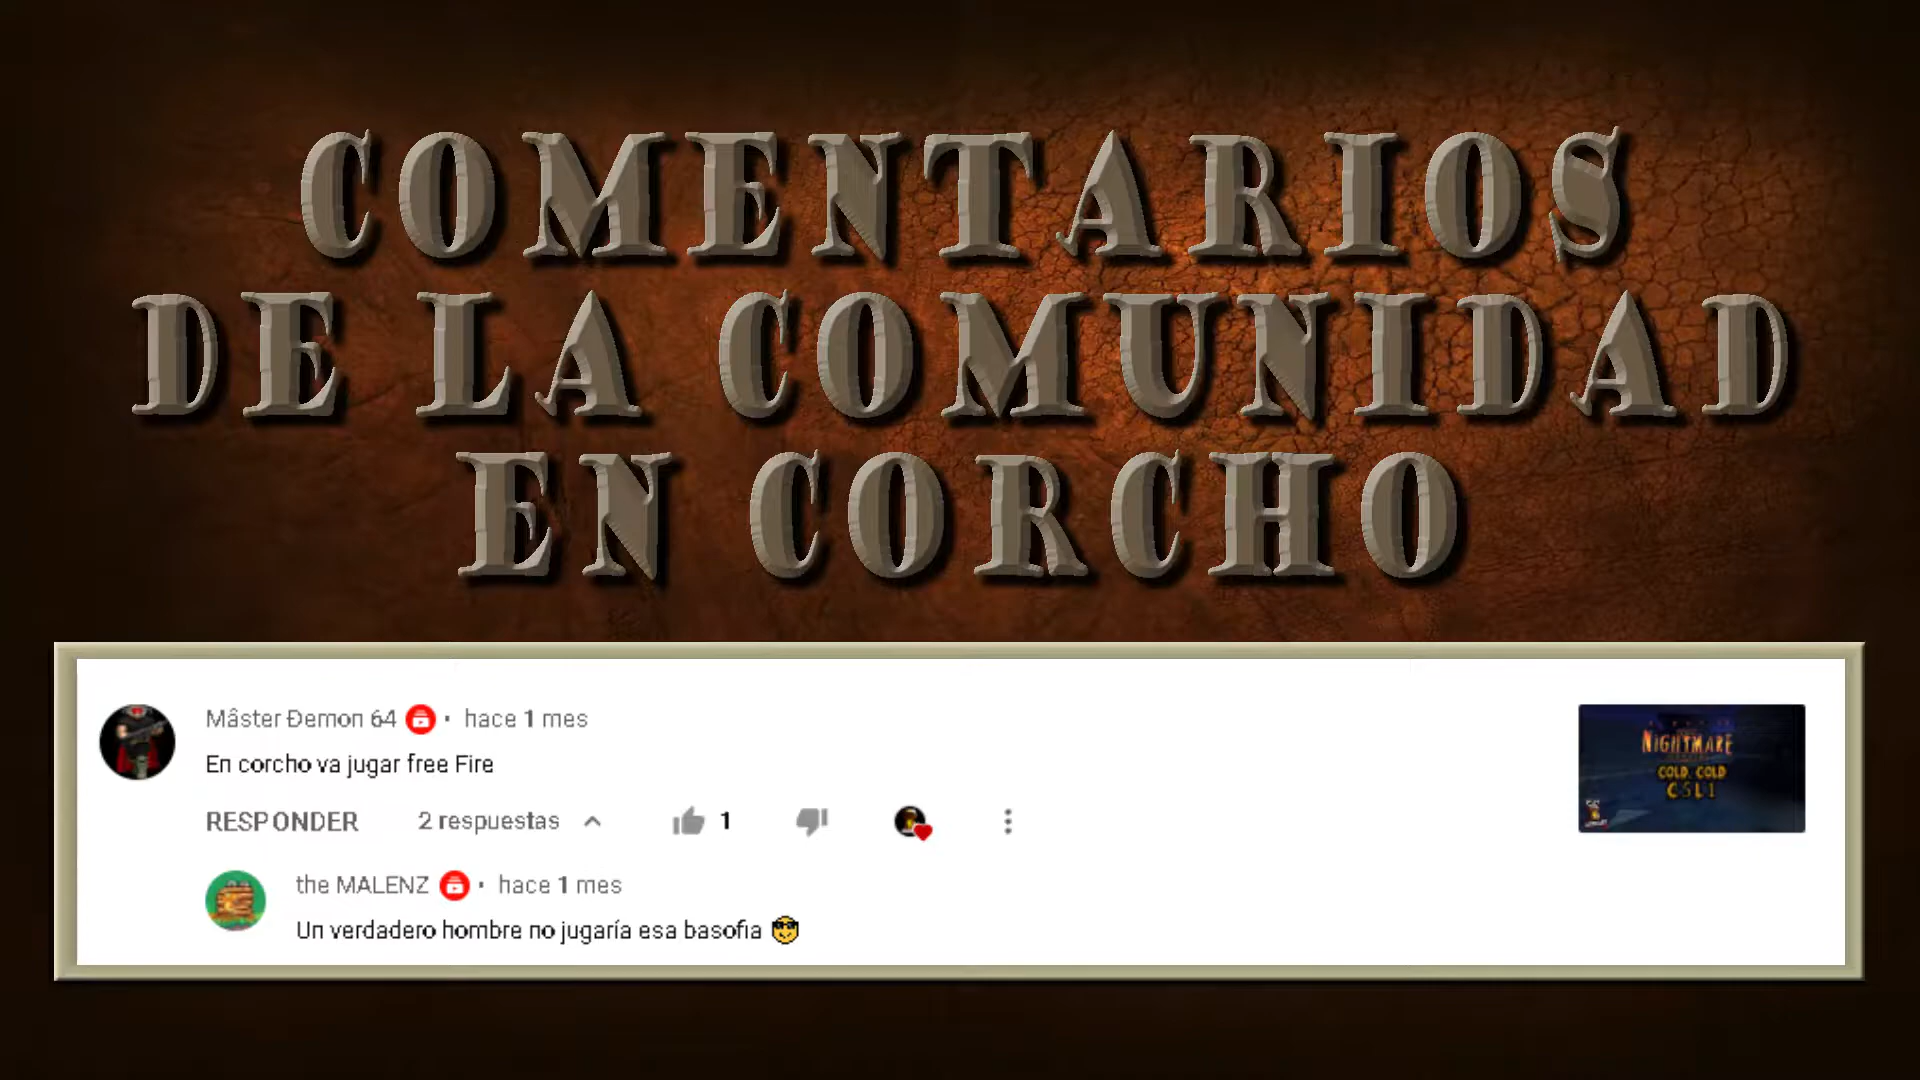 COMENTARIOS
DE LA COMUNIDAD
EN CORCHO
Mâster Đemon 64 · hace 1 mes
En corcho va jugar free Fire
RESPONDER 2 respuestas 1
the MALENZ · hace 1 mes
Un verdadero hombre no jugaría esa basofia 😎
NIGHTMARE
COLD, COLD